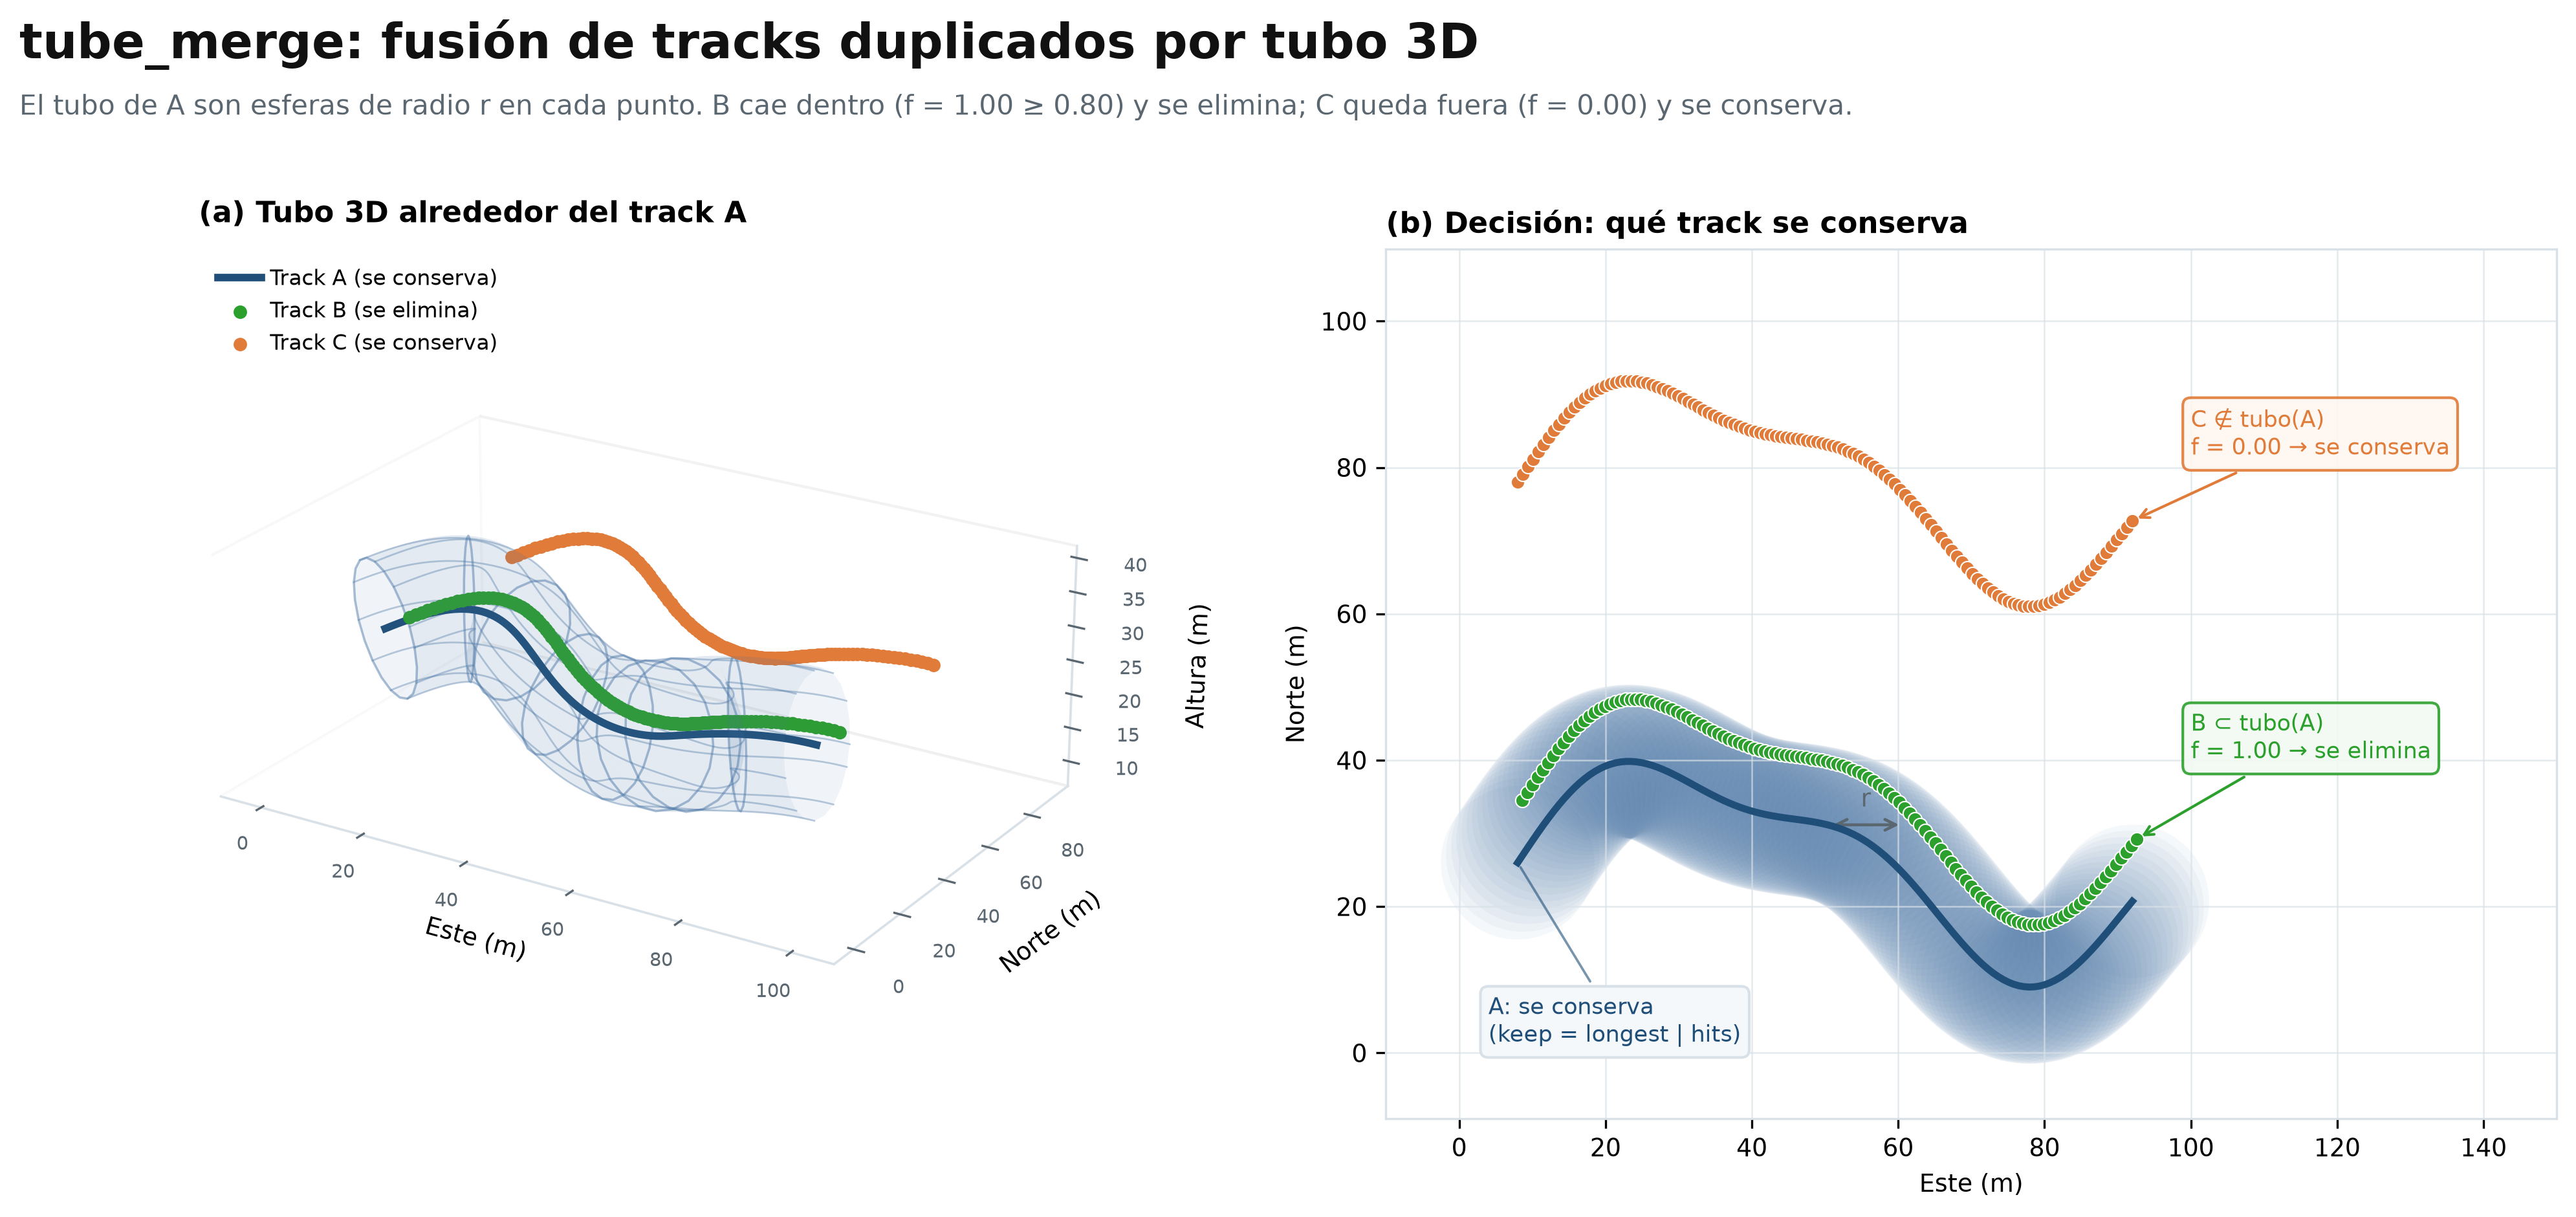 tube_merge: fusión de tracks duplicados por tubo 3D
El tubo de A son esferas de radio r en cada punto. B cae dentro (f = 1.00 ≥ 0.80) y se elimina; C queda fuera (f = 0.00) y se conserva.
(a) Tubo 3D alrededor del track A
Track A (se conserva)
Track B (se elimina)
Track C (se conserva)
40
35
30
25
20
15
10
Altura (m)
0
20
40
60
80
100
Este (m)
0
20
40
60
80
Norte (m)
(b) Decisión: qué track se conserva
100
80
60
40
20
0
Norte (m)
C ∉ tubo(A)
f = 0.00 → se conserva
B ⊂ tubo(A)
f = 1.00 → se elimina
r
A: se conserva
(keep = longest | hits)
0
20
40
60
80
100
120
140
Este (m)